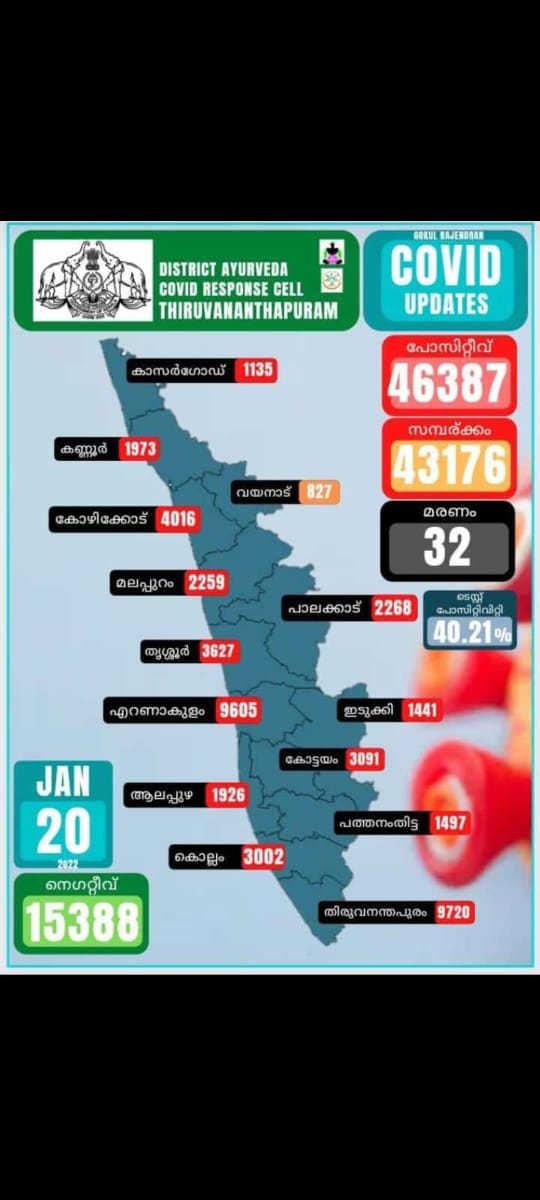 DISTRICT AYURVEDA
COVID RESPONSE CELL
THIRUVANANTHAPURAM
GOKUL RAJENDRAN
COVID
UPDATES
പോസിറ്റീവ്
46387
സമ്പര്ക്കം
43176
മരണം
32
ടെസ്റ്റ്
പോസിറ്റിവിറ്റി
40.21%
കാസർഗോഡ് 1135
കണ്ണൂർ 1973
വയനാട് 827
കോഴിക്കോട് 4016
മലപ്പുറം 2259
പാലക്കാട് 2268
തൃശ്ശൂർ 3627
എറണാകുളം 9605
ഇടുക്കി 1441
കോട്ടയം 3091
ആലപ്പുഴ 1926
പത്തനംതിട്ട 1497
കൊല്ലം 3002
തിരുവനന്തപുരം 9720
JAN
20
2022
നെഗറ്റീവ്
15388